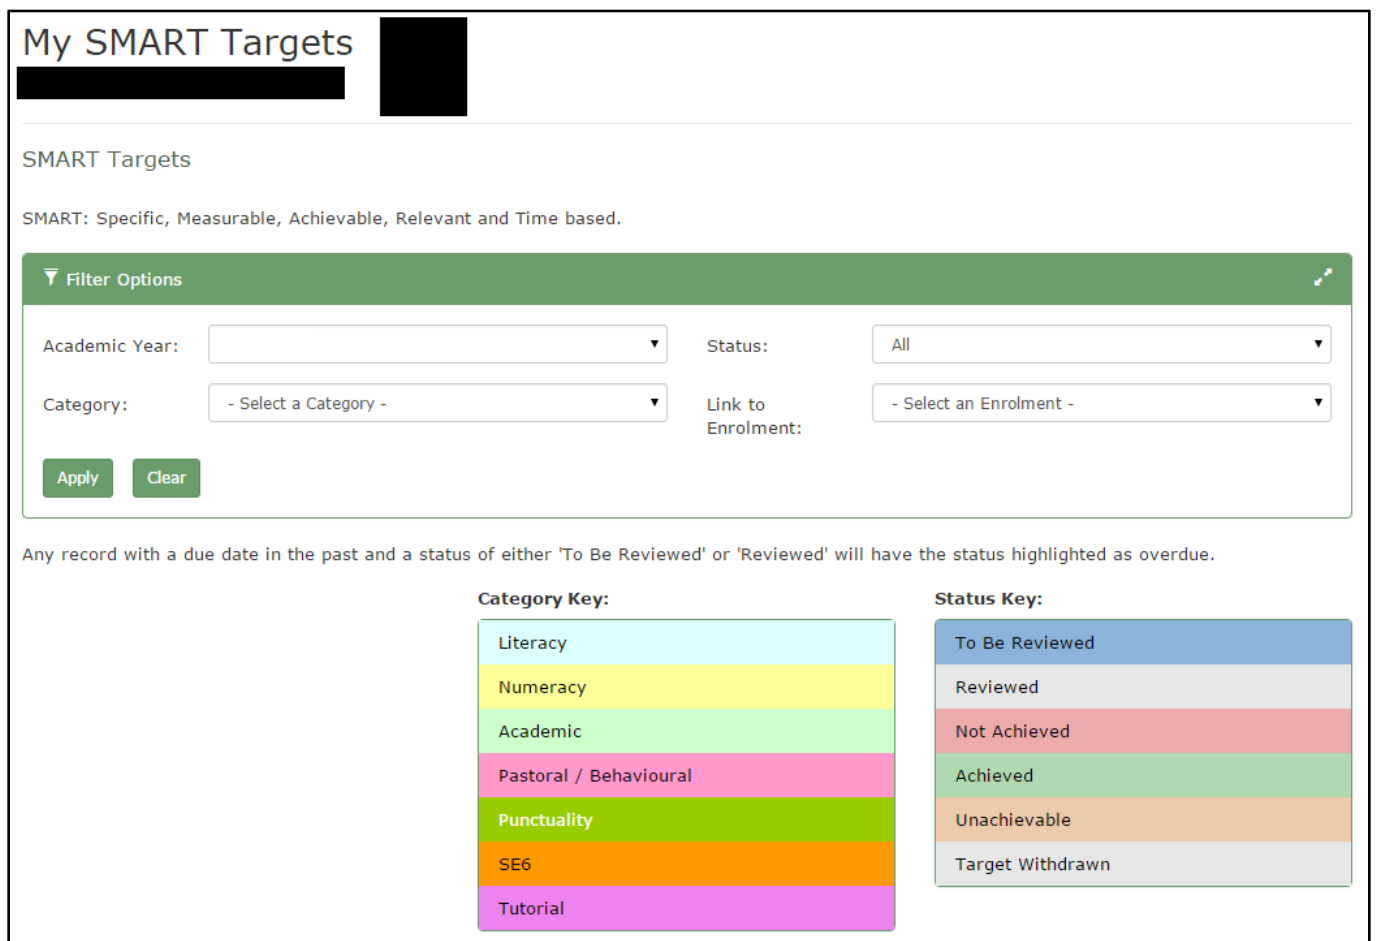 My SMART Targets
SMART Targets
SMART: Specific, Measurable, Achievable, Relevant and Time based.
Filter Options
Academic Year:
Status: All
Category: - Select a Category -
Link to Enrolment: - Select an Enrolment -
Apply Clear
Any record with a due date in the past and a status of either 'To Be Reviewed' or 'Reviewed' will have the status highlighted as overdue.
Category Key:
Literacy
Numeracy
Academic
Pastoral / Behavioural
Punctuality
SE6
Tutorial
Status Key:
To Be Reviewed
Reviewed
Not Achieved
Achieved
Unachievable
Target Withdrawn